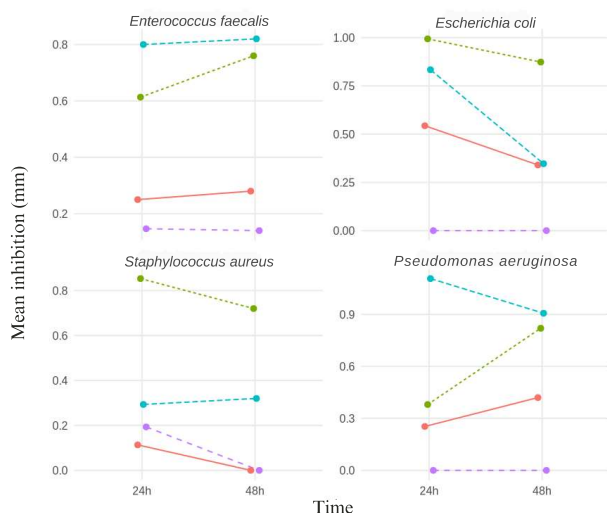 Enterococcus faecalis
Escherichia coli
0.8
0.6
0.4
0.2
1.00
0.75
0.50
0.25
0.00
Mean inhibition (mm)
Staphylococcus aureus
Pseudomonas aeruginosa
0.8
0.6
0.4
0.2
0.0
0.9
0.6
0.3
0.0
24h 48h
24h 48h
Time